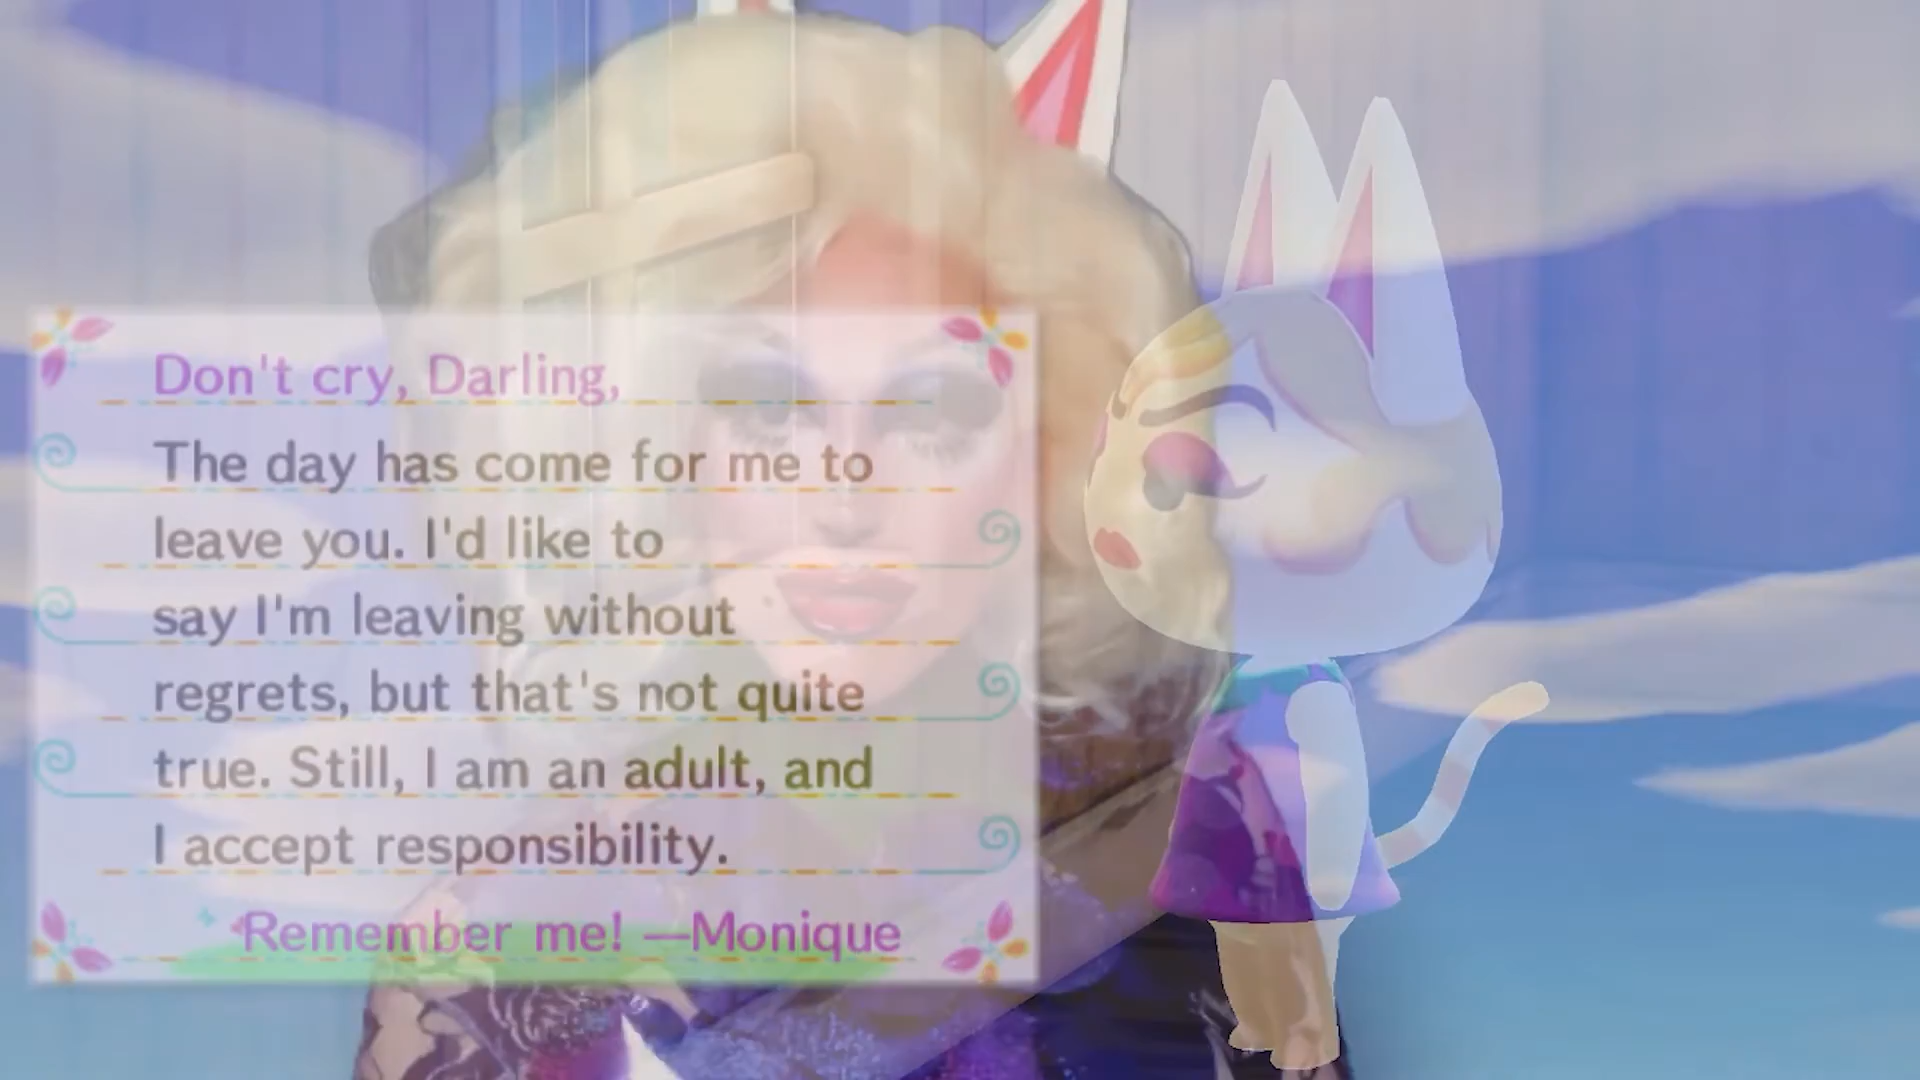 Don't cry, Darling,
The day has come for me to
leave you. I'd like to
say I'm leaving without
regrets, but that's not quite
true. Still, I am an adult, and
I accept responsibility.
Remember me! —Monique